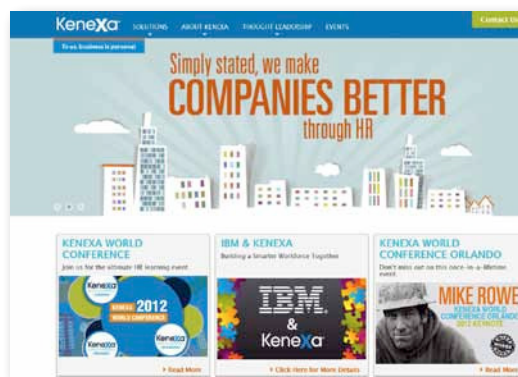 Kenexa
SOLUTIONS ABOUT KENEXA THOUGHT LEADERSHIP EVENTS
Contact Us
To us, business is personal
Simply stated, we make
COMPANIES BETTER
through HR
KENEXA WORLD
CONFERENCE
Join us for the ultimate HR learning event
KENEXA 2012
WORLD CONFERENCE
Read More
IBM & KENEXA
Building a Smarter Workforce Together
IBM.
&
Kenexa
Click Here for More Details
KENEXA WORLD
CONFERENCE ORLANDO
Don't miss out on this once-in-a-lifetime
event
MIKE ROWE
KENEXA WORLD
CONFERENCE ORLANDO
2012 KEYNOTE
Read More